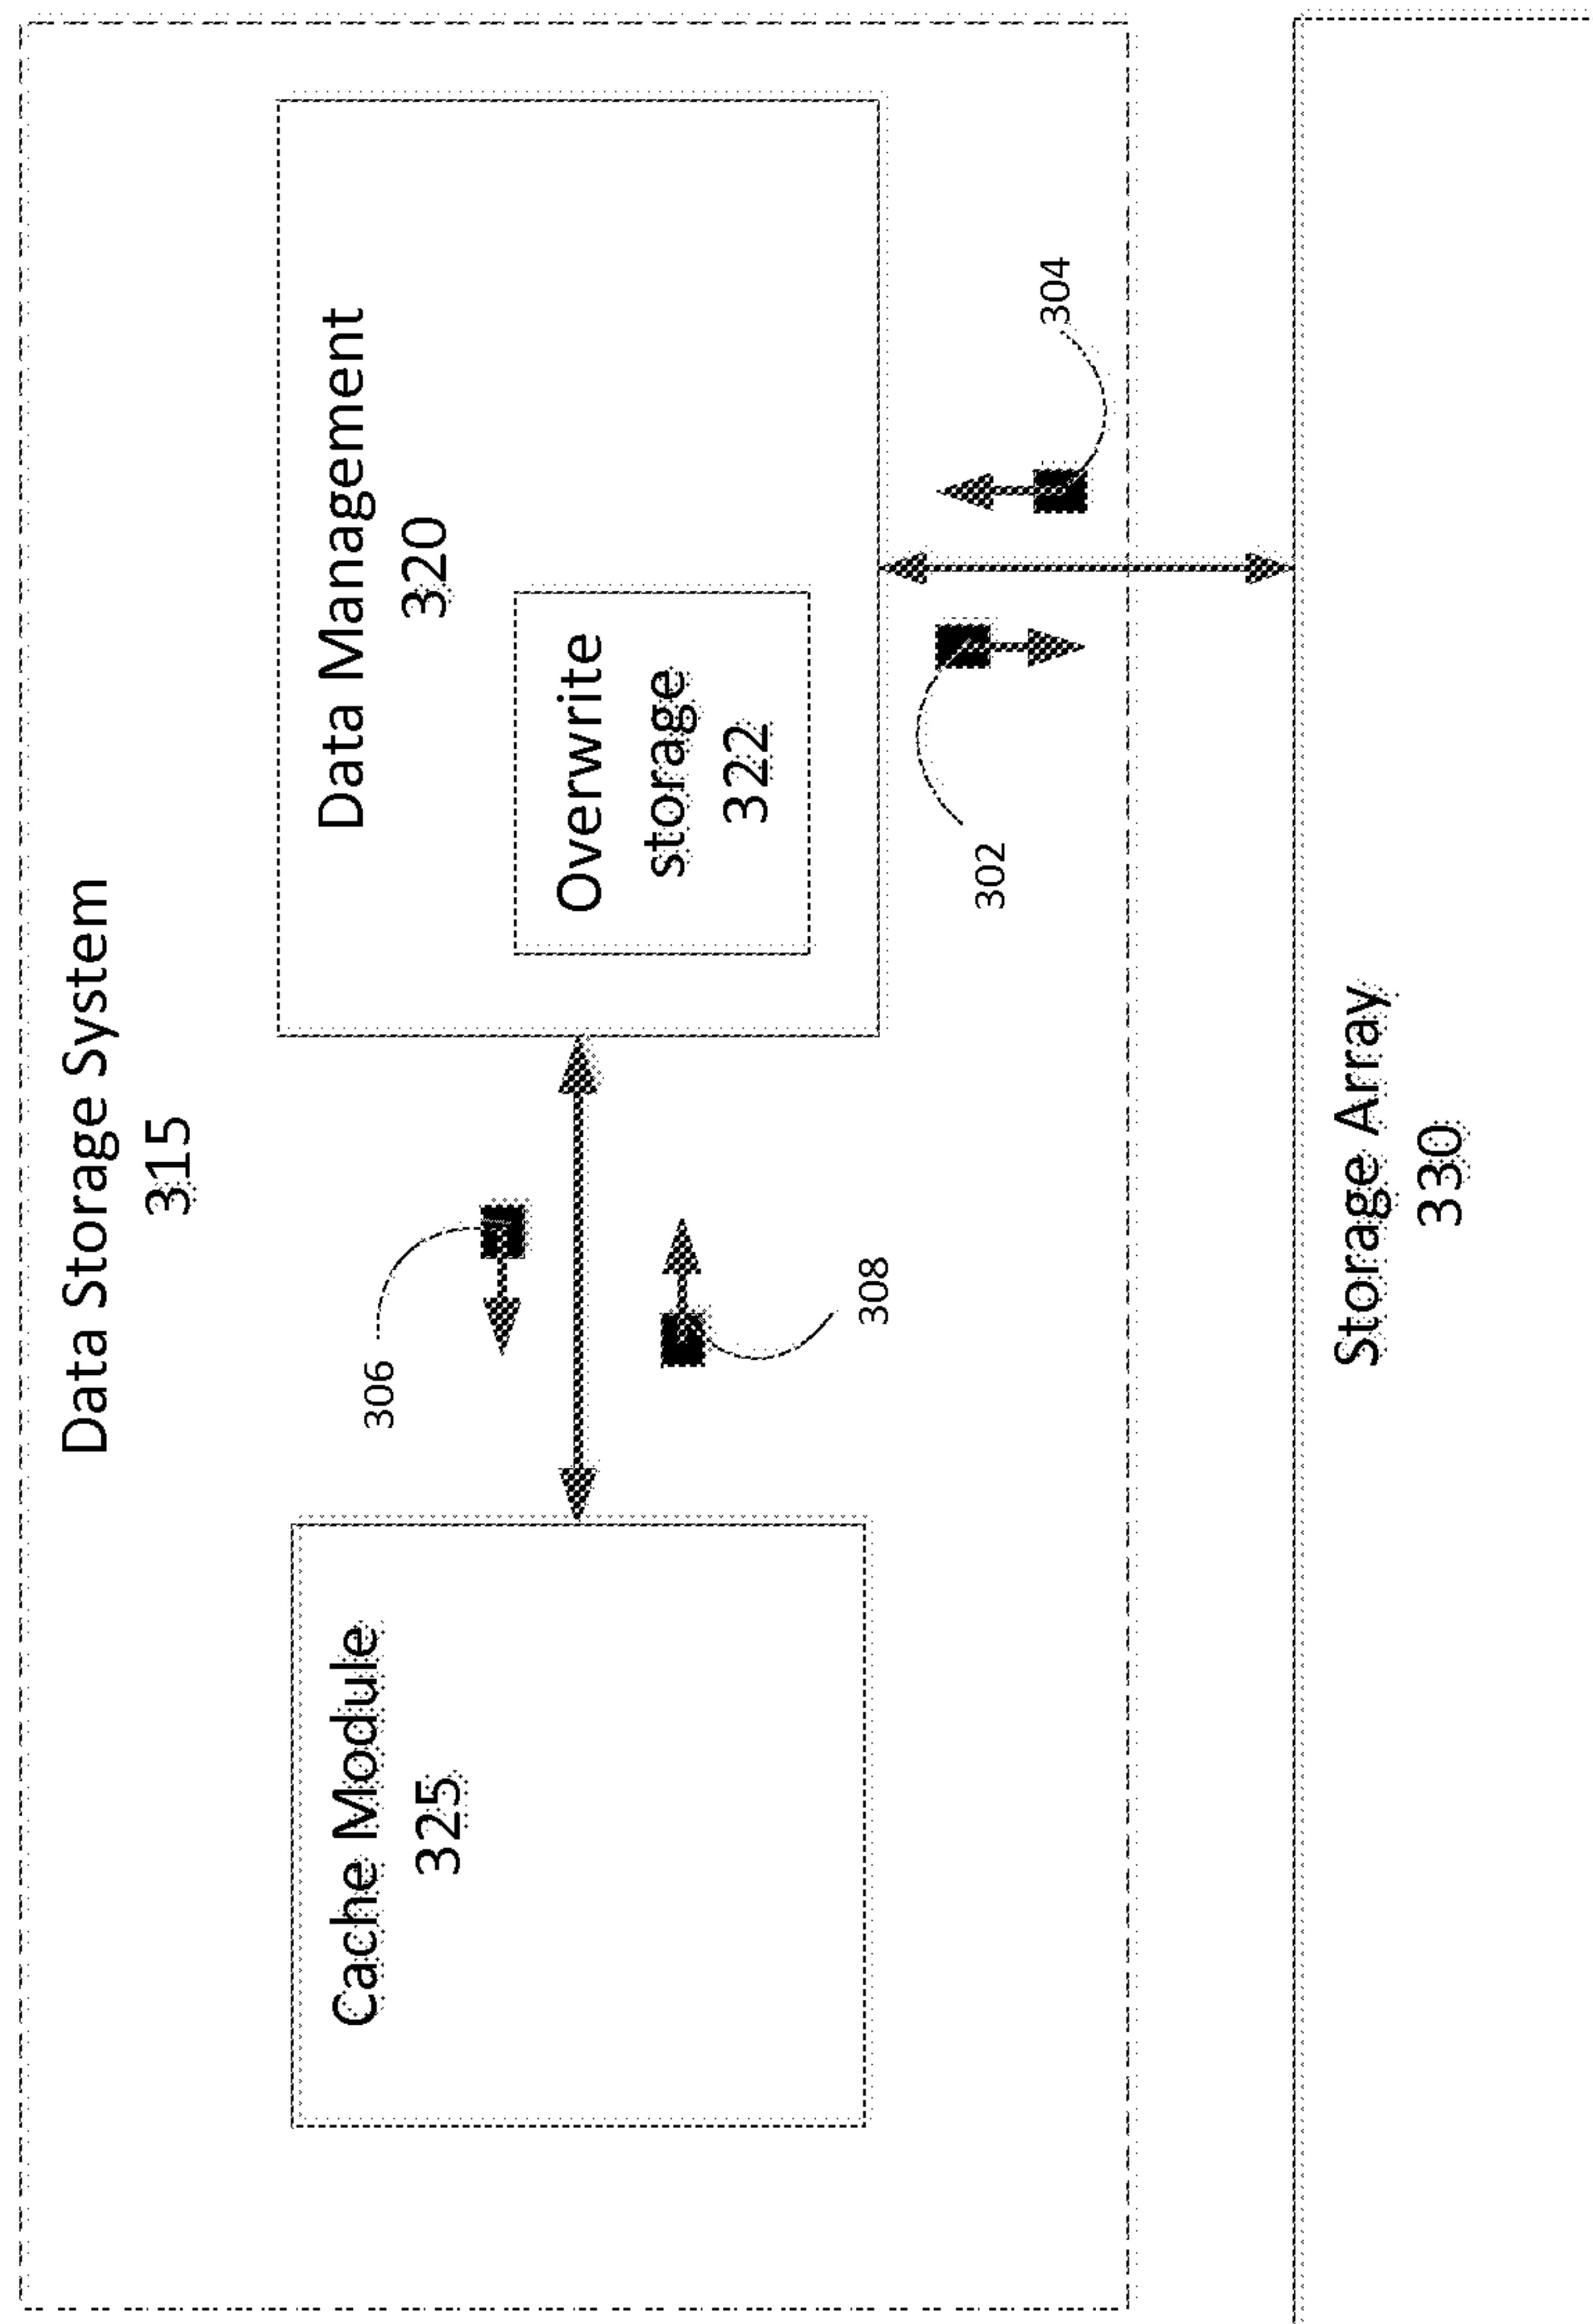 Data Storage System
315
Cache Module
325
306
308
Data Management
320
Overwrite
storage
322
302
304
Storage Array
330